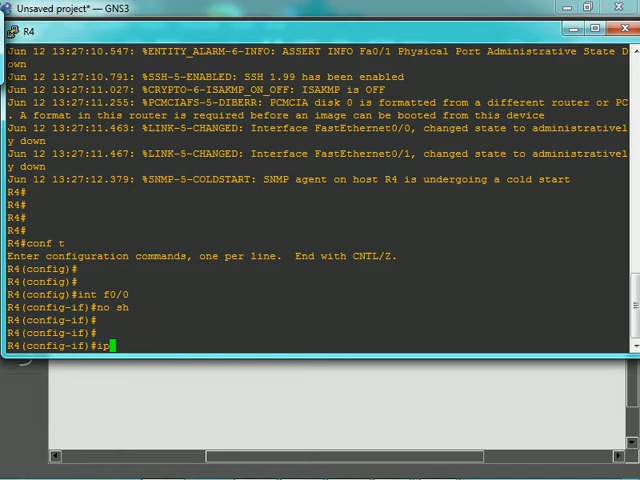 Unsaved project* — GNS3
R4
Jun 12 13:27:10.547: %ENTITY_ALARM-6-INFO: ASSERT INFO Fa0/1 Physical Port Administrative State D
own
Jun 12 13:27:10.791: %SSH-5-ENABLED: SSH 1.99 has been enabled
Jun 12 13:27:11.027: %CRYPTO-6-ISAKMP_ON_OFF: ISAKMP is OFF
Jun 12 13:27:11.255: %PCMCIAFS-5-DIBERR: PCMCIA disk 0 is formatted from a different router or PC
. A format in this router is required before an image can be booted from this device
Jun 12 13:27:11.463: %LINK-5-CHANGED: Interface FastEthernet0/0, changed state to administrativel
y down
Jun 12 13:27:11.467: %LINK-5-CHANGED: Interface FastEthernet0/1, changed state to administrativel
y down
Jun 12 13:27:12.379: %SNMP-5-COLDSTART: SNMP agent on host R4 is undergoing a cold start
R4#
R4#
R4#
R4#
R4#conf t
Enter configuration commands, one per line.  End with CNTL/Z.
R4(config)#
R4(config)#
R4(config)#int f0/0
R4(config-if)#no sh
R4(config-if)#
R4(config-if)#
R4(config-if)#ip